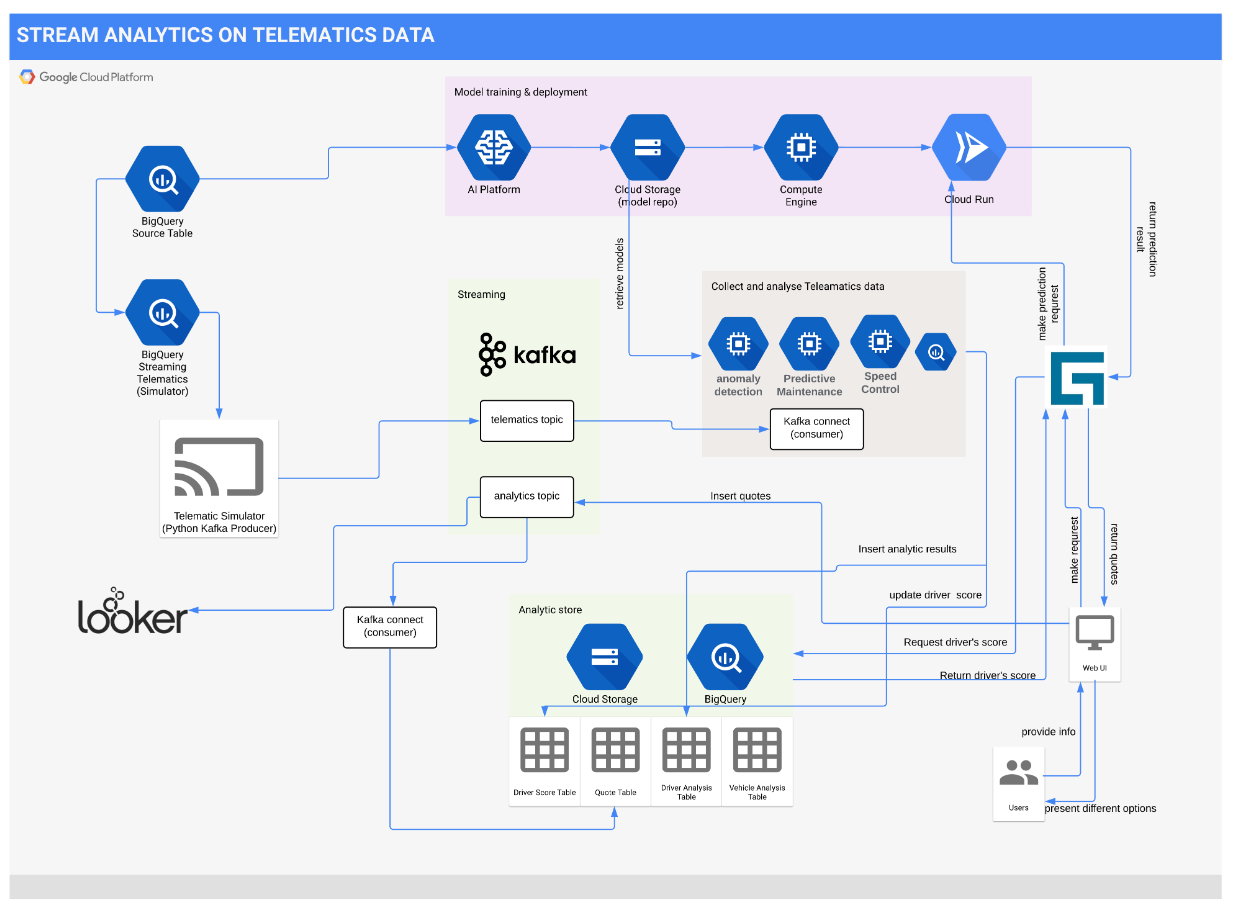 STREAM ANALYTICS ON TELEMATICS DATA
Google Cloud Platform
Model training & deployment
AI Platform
Cloud Storage
(model repo)
Compute
Engine
Cloud Run
BigQuery
Source Table
return prediction
result
retrieve models
make prediction
requrest
BigQuery
Streaming
Telematics
(Simulator)
Streaming
kafka
telematics topic
analytics topic
Collect and analyse Teleamatics data
anomaly
detection
Predictive
Maintenance
Speed
Control
Kafka connect
(consumer)
Telematic Simulator
(Python Kafka Producer)
Insert quotes
Insert analytic results
update driver score
make requrest
return quotes
looker
Kafka connect
(consumer)
Analytic store
Cloud Storage
BigQuery
Request driver's score
Return driver's score
Web UI
Driver Score Table
Quote Table
Driver Analysis
Table
Vehicle Analysis
Table
provide info
Users
present different options